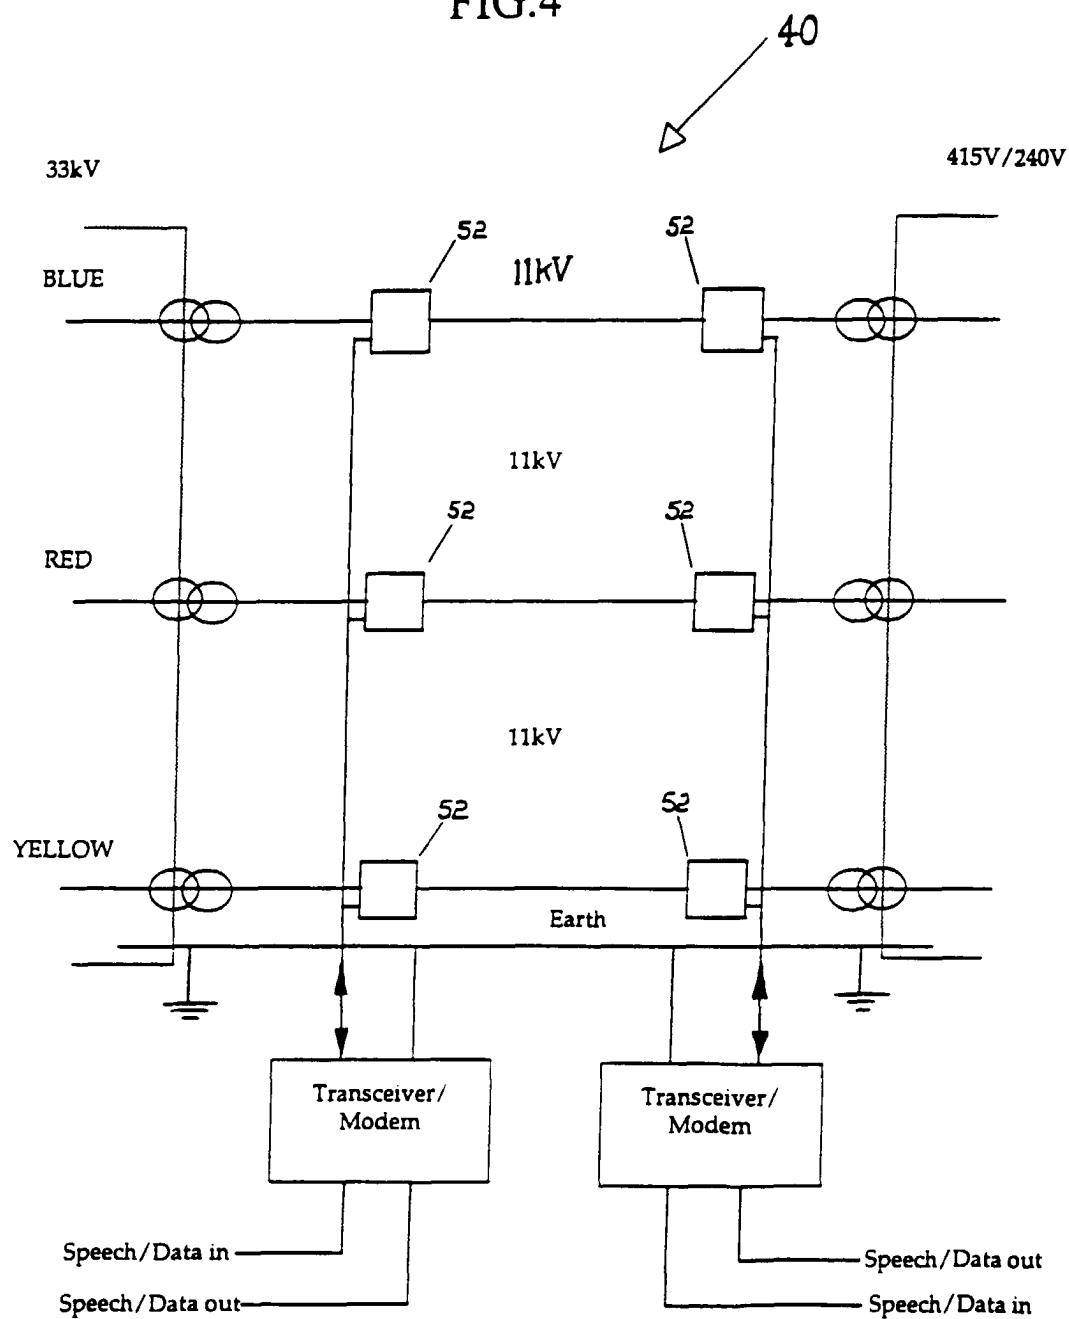 FIG.4
40
33kV
415V/240V
52
52
BLUE
11kV
11kV
52
52
RED
11kV
52
52
YELLOW
Earth
Transceiver/
Modem
Transceiver/
Modem
Speech/Data in
Speech/Data out
Speech/Data out
Speech/Data in